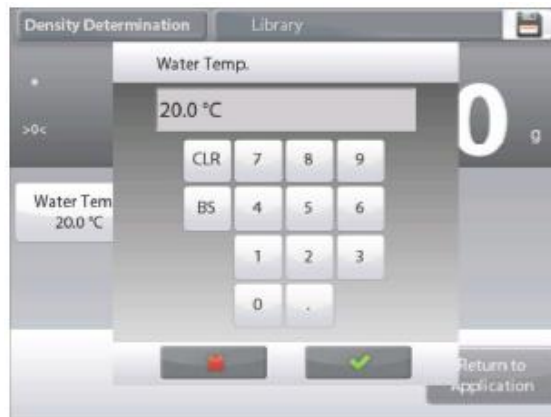 Density Determination Library
Water Temp.
20.0 °C
0
>0<
g
CLR 7 8 9
Water Tem
20.0 °C
BS 4 5 6
1 2 3
0 .
Return to
Application